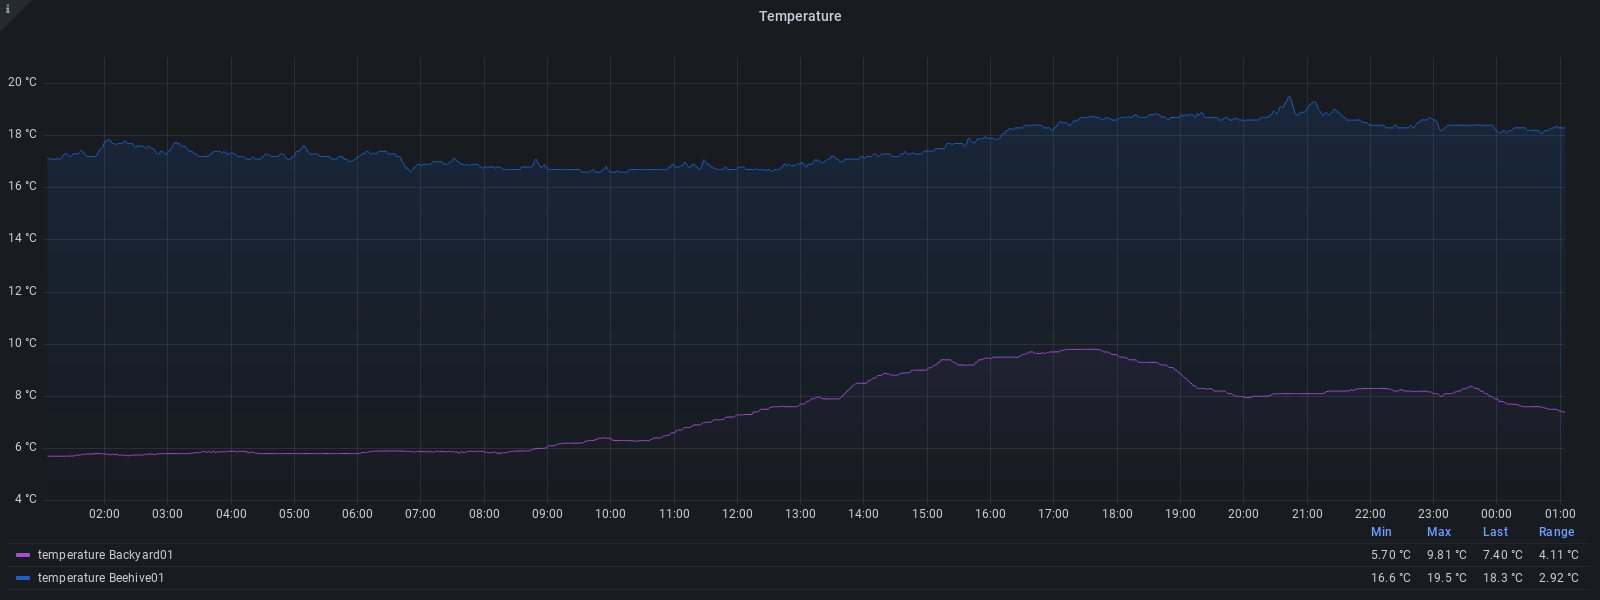 i
Temperature
20 °C
18 °C
16 °C
14 °C
12 °C
10 °C
8 °C
6 °C
4 °C
02:00 03:00 04:00 05:00 06:00 07:00 08:00 09:00 10:00 11:00 12:00 13:00 14:00 15:00 16:00 17:00 18:00 19:00 20:00 21:00 22:00 23:00 00:00 01:00
Min Max Last Range
temperature Backyard01 5.70 °C 9.81 °C 7.40 °C 4.11 °C
temperature Beehive01 16.6 °C 19.5 °C 18.3 °C 2.92 °C